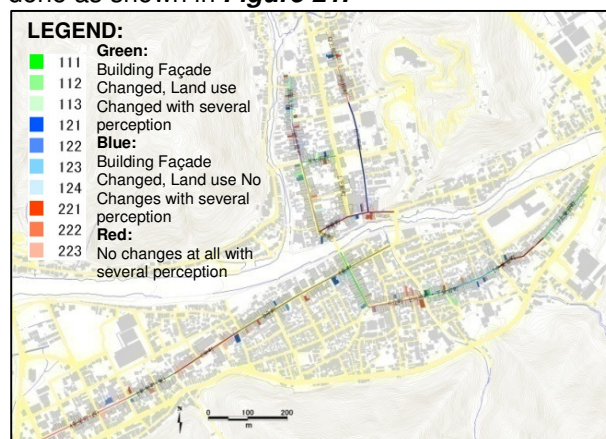 done as shown in Figure 217
LEGEND:
111
112
113
121
122
123
124
221
222
223
Green:
Building Façade
Changed, Land use
Changed with several
perception
Blue:
Building Façade
Changed, Land use No
Changes with several
perception
Red:
No changes at all with
several perception
0 100 200
m